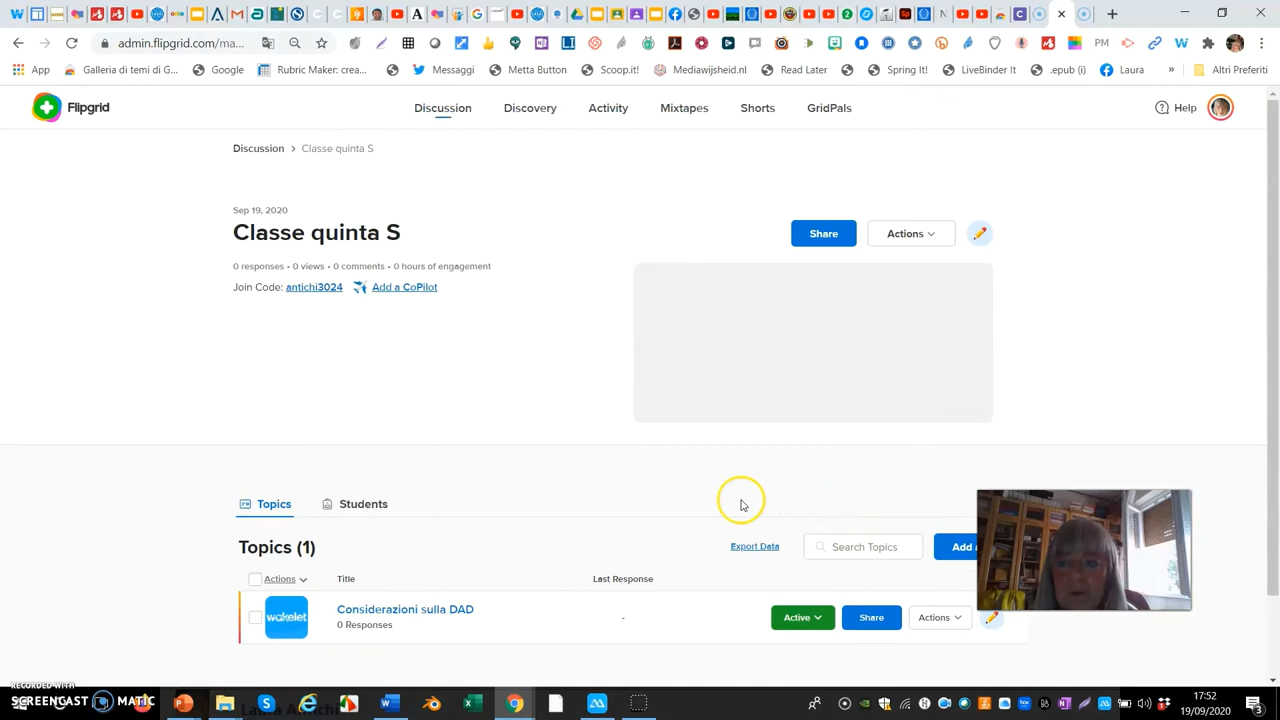 admin.flipgrid.com/ma...
PM
App
Galleria di temi di G...
Google
Rubric Maker: crea...
Messaggi
Metta Button
Scoop.it!
Mediawijsheid.nl
Read Later
Spring It!
LiveBinder It
.epub (i)
Laura
»
Altri Preferiti
Flipgrid
Discussion
Discovery
Activity
Mixtapes
Shorts
GridPals
Help
Discussion > Classe quinta S
Sep 19, 2020
Classe quinta S
Share
Actions
0 responses • 0 views • 0 comments • 0 hours of engagement
Join Code: antichi3024
Add a CoPilot
Topics
Students
Topics (1)
Export Data
Search Topics
Add a
Actions
Title
Last Response
wakelet
Considerazioni sulla DAD
0 Responses
-
Active
Share
Actions
RECORDED WITH
SCREENCAST MATIC
17:52
19/09/2020
3